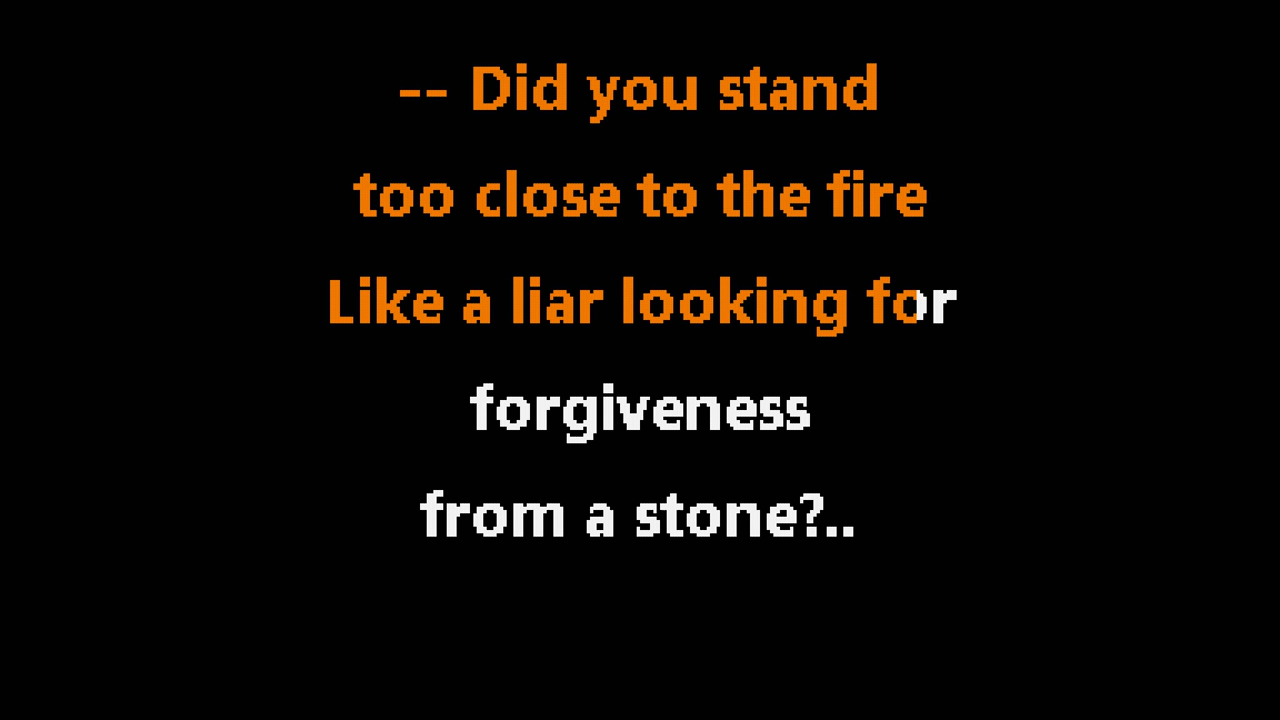 -- Did you stand
too close to the fire
Like a liar looking for
forgiveness
from a stone?..